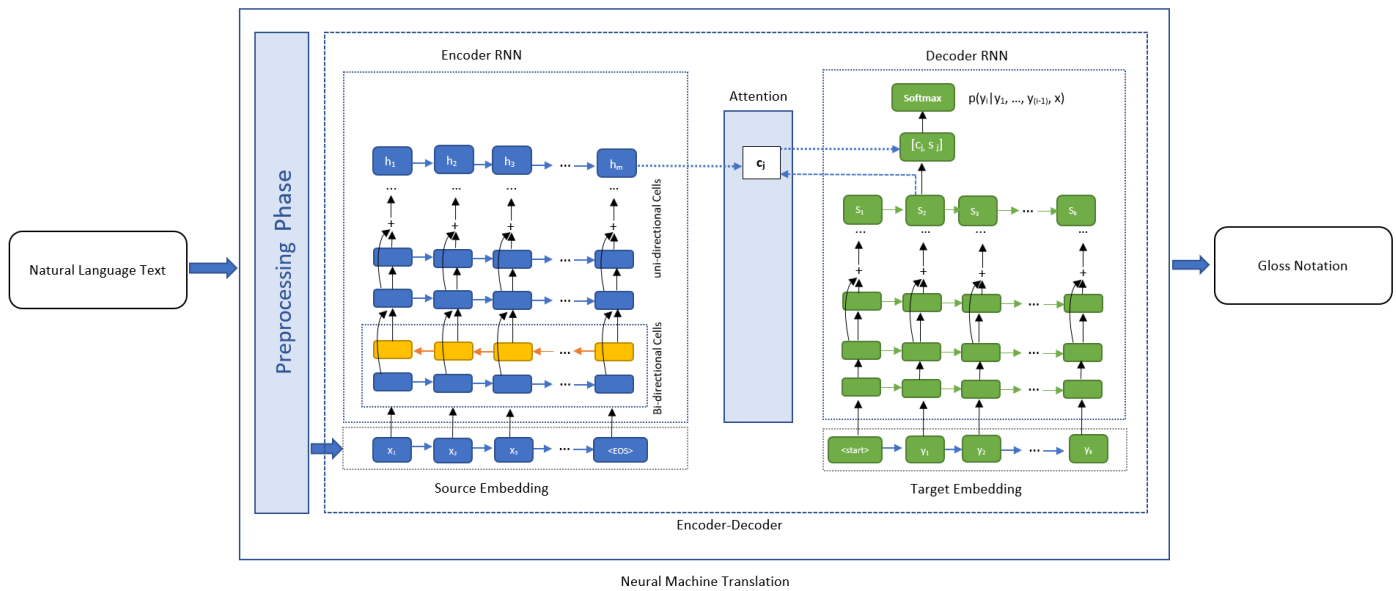 Natural Language Text
Preprocessing Phase
Encoder RNN
h1 h2 h3 ... hm
... ... ... ...
+ + + +
...
...
uni-directional Cells
...
...
Bi-directional Cells
x1 x2 x3 ... <EOS>
Source Embedding
Attention
cj
Decoder RNN
Softmax p(yi|y1, ..., y(i-1), x)
[cj, s j]
S1 S2 S3 ... Sk
... ... ... ...
+ + + +
...
...
...
<start> y1 y2 ... yk
Target Embedding
Encoder-Decoder
Gloss Notation
Neural Machine Translation